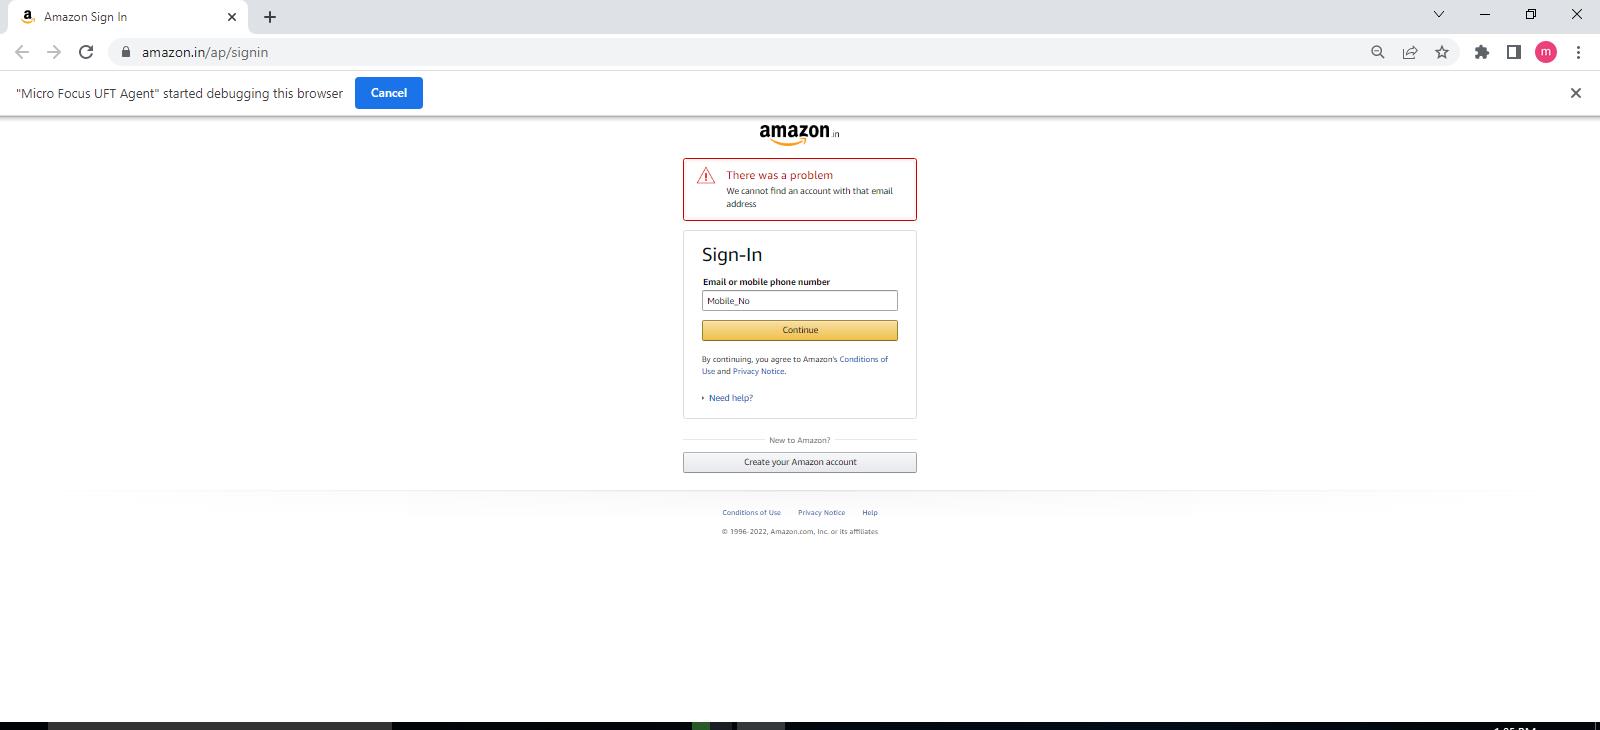 Amazon Sign In
amazon.in/ap/signin
m
"Micro Focus UFT Agent" started debugging this browser
Cancel
amazon.in
There was a problem
We cannot find an account with that email
address
Sign-In
Email or mobile phone number
Mobile_No
Continue
By continuing, you agree to Amazon's Conditions of
Use and Privacy Notice.
Need help?
New to Amazon?
Create your Amazon account
Conditions of Use Privacy Notice Help
© 1996-2022, Amazon.com, Inc. or its affiliates